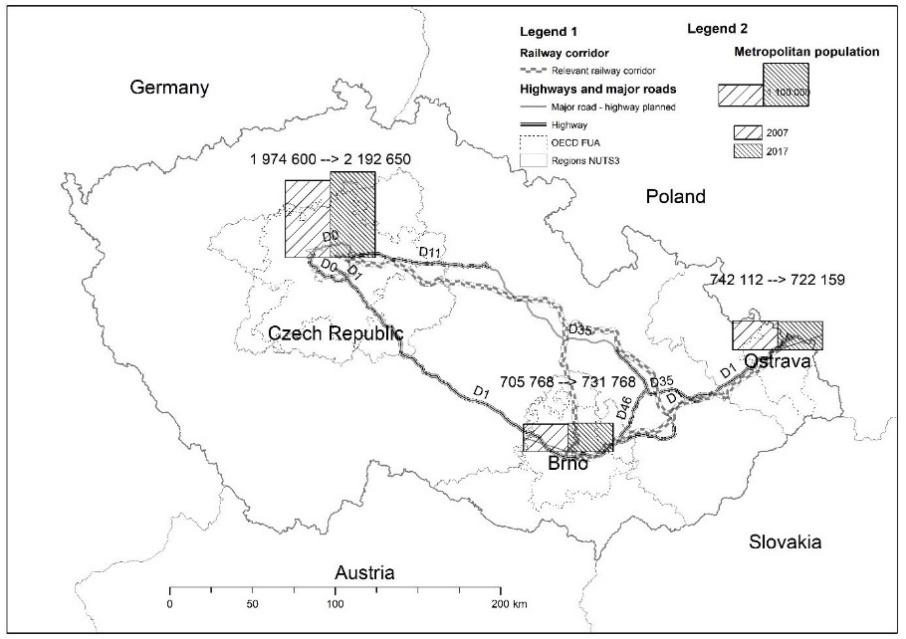 Germany
Legend 1
Railway corridor
Relevant railway corridor
Highways and major roads
Major road - highway planned
Highway
OECD FUA
Regions NUTS3
Legend 2
Metropolitan population
1 100 000
2007
2017
1 974 600 --> 2 192 650
Poland
D0
D0
D1
D11
742 112 --> 722 159
Czech Republic
D35
Ostrava
D1
705 768 --> 731 768
D35
D1
D1
D46
Brno
Slovakia
Austria
0 50 100 200 km